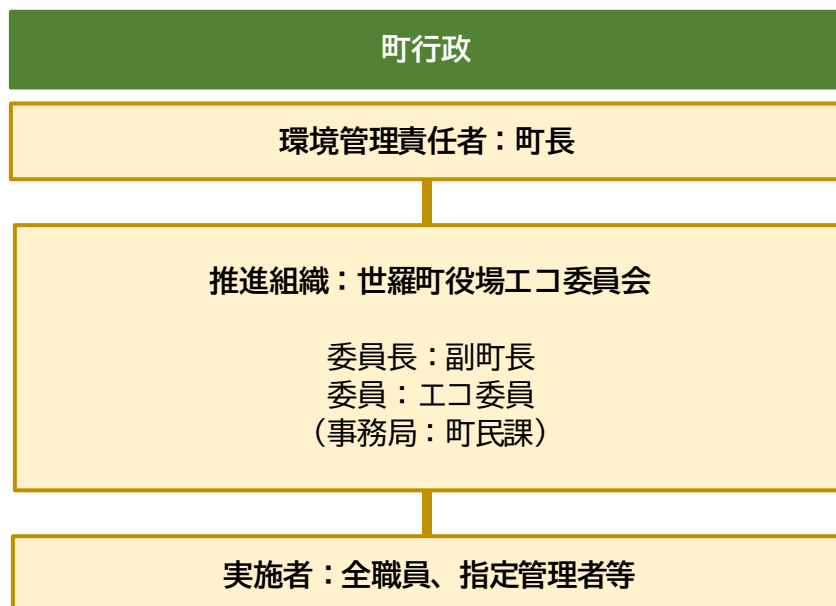 町行政
環境管理責任者：町長
推進組織：世羅町役場エコ委員会
委員長：副町長
委員：エコ委員
（事務局：町民課）
実施者：全職員、指定管理者等